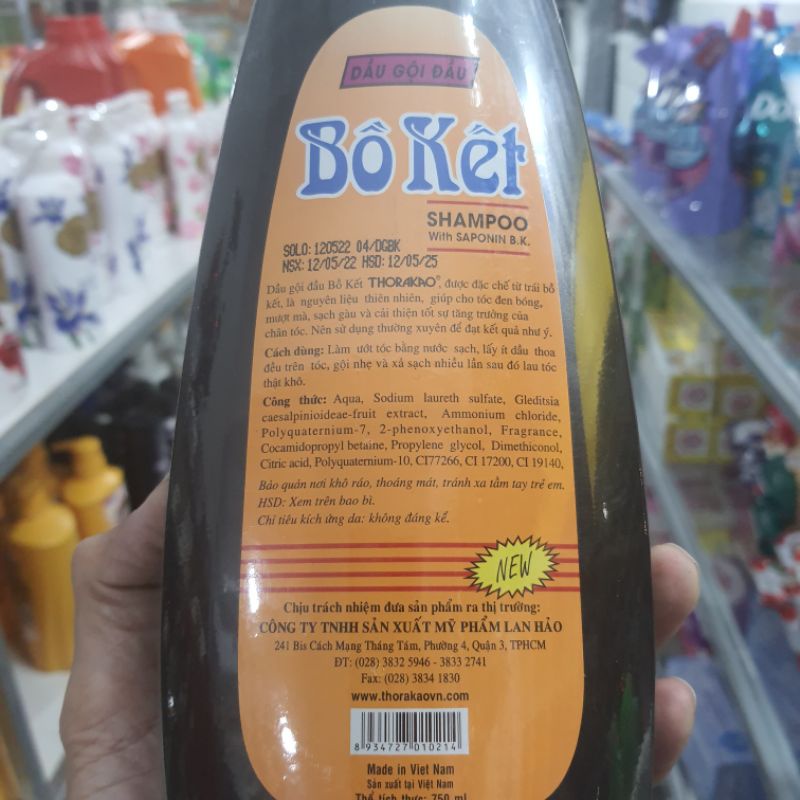 DẦU GỘI ĐẦU
Bồ Kết
SHAMPOO
With SAPONIN B.K.
SOLO: 120522 04/DGBK
NSX: 12/05/22 HSD: 12/05/25
Dầu gội đầu Bồ Kết THORAKAO®, được đặc chế từ trái bồ
kết, là nguyên liệu thiên nhiên, giúp cho tóc đen bóng,
mượt mà, sạch gàu và cải thiện tốt sự tăng trưởng của
chân tóc. Nên sử dụng thường xuyên để đạt kết quả như ý.
Cách dùng: Làm ướt tóc bằng nước sạch, lấy ít dầu thoa
đều trên tóc, gội nhẹ và xả sạch nhiều lần sau đó lau tóc
thật khô.
Công thức: Aqua, Sodium laureth sulfate, Gleditsia
caesalpinioideae-fruit extract, Ammonium chloride,
Polyquaternium-7, 2-phenoxyethanol, Fragrance,
Cocamidopropyl betaine, Propylene glycol, Dimethiconol,
Citric acid, Polyquaternium-10, CI77266, CI 17200, CI 19140,
Bảo quản nơi khô ráo, thoáng mát, tránh xa tầm tay trẻ em.
HSD: Xem trên bao bì.
Chỉ tiêu kích ứng da: không đáng kể.
NEW
Chịu trách nhiệm đưa sản phẩm ra thị trường:
CÔNG TY TNHH SẢN XUẤT MỸ PHẨM LAN HẢO
241 Bis Cách Mạng Tháng Tám, Phường 4, Quận 3, TPHCM
ĐT: (028) 3832 5946 - 3833 2741
Fax: (028) 3834 1830
www.thorakaovn.com
8 934727 010214
Made in Viet Nam
Sản xuất tại Việt Nam
Thể tích thực: 750 ml